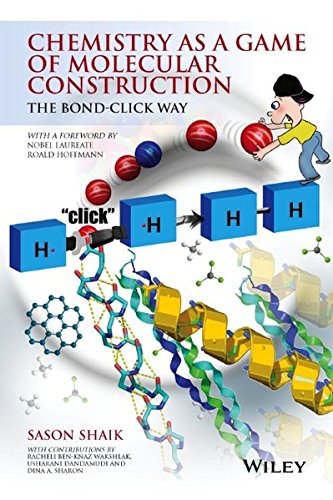 CHEMISTRY AS A GAME
OF MOLECULAR
CONSTRUCTION
THE BOND-CLICK WAY
WITH A FOREWORD BY
NOBEL LAUREATE
ROALD HOFFMANN
"click"
H· ·H H H
SASON SHAIK
WITH CONTRIBUTIONS BY
RACHELI BEN-KNAZ WAKSHLAK,
USHARANI DANDAMUDI AND
DINA A. SHARON
WILEY